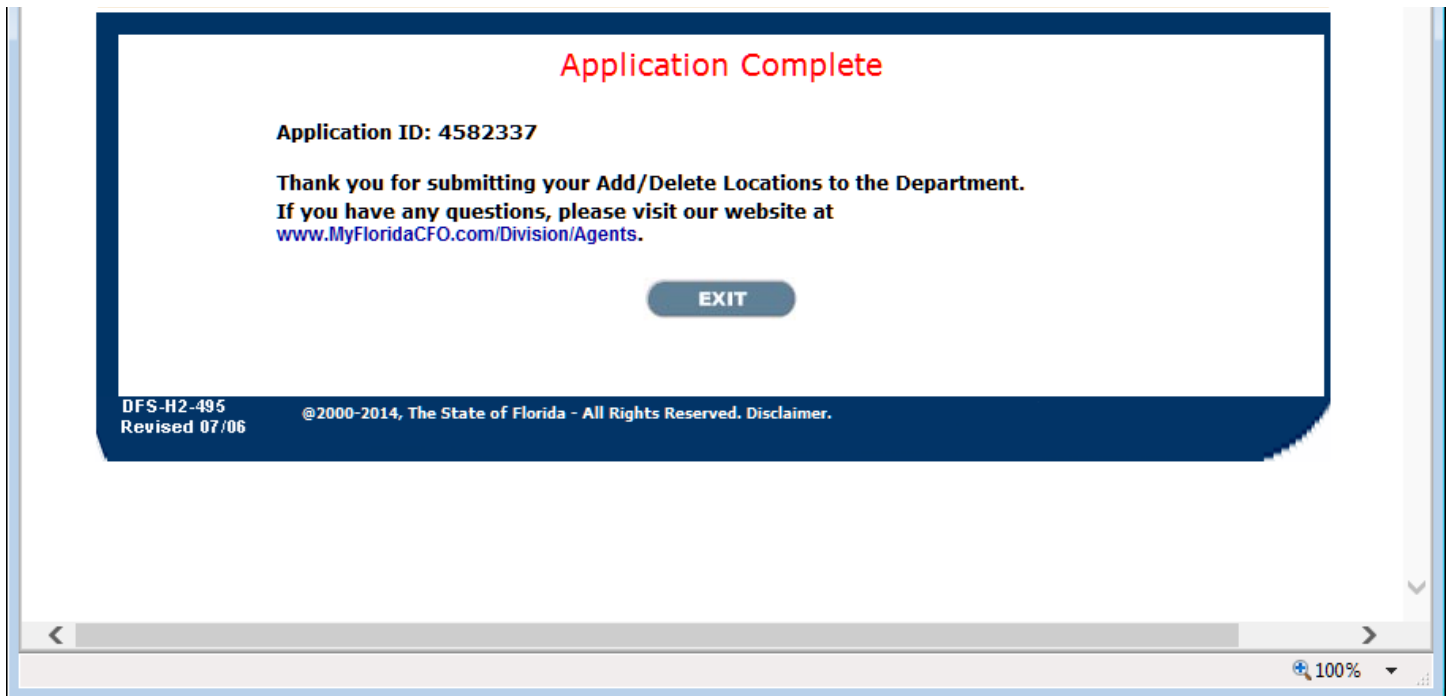 Application Complete
Application ID: 4582337
Thank you for submitting your Add/Delete Locations to the Department.
If you have any questions, please visit our website at
www.MyFloridaCFO.com/Division/Agents.
EXIT
DFS-H2-495
Revised 07/06
@2000-2014, The State of Florida - All Rights Reserved. Disclaimer.
100%